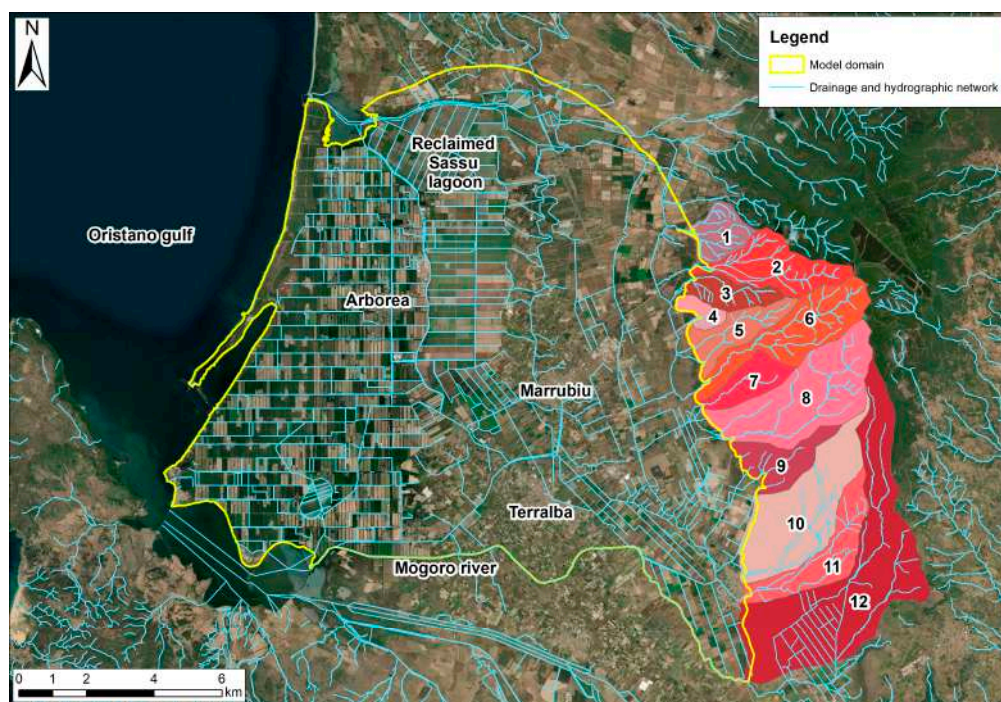 N
Legend
Model domain
Drainage and hydrographic network
Reclaimed
Sassu
lagoon
Oristano gulf
Arborea
Marrubiu
Terralba
Mogoro river
1
2
3
4
5
6
7
8
9
10
11
12
0 1 2 4 6
km